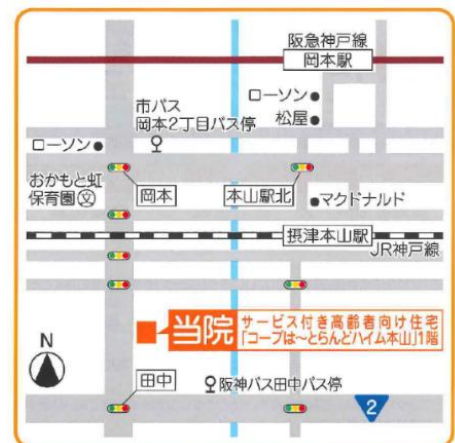 阪急神戸線
岡本駅
ローソン
松屋
市バス
岡本2丁目バス停
ローソン
岡本
本山駅北
おかもと虹
保育園
文
マクドナルド
摂津本山駅
JR神戸線
当院
サービス付き高齢者向け住宅
「コープは〜とらんどハイム本山」1階
N
田中
阪神バス田中バス停
2